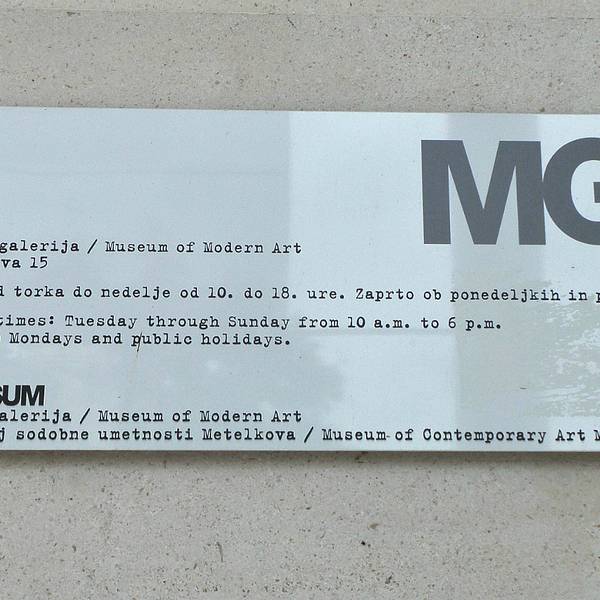 MG
galerija / Museum of Modern Art
va 15
torka do nedelje od 10. do 18. ure. Zaprto ob ponedeljkih in p
times: Tuesday through Sunday from 10 a.m. to 6 p.m.
Mondays and public holidays.
SUM
alerija / Museum of Modern Art
j sodobne umetnosti Metelkova / Museum of Contemporary Art M